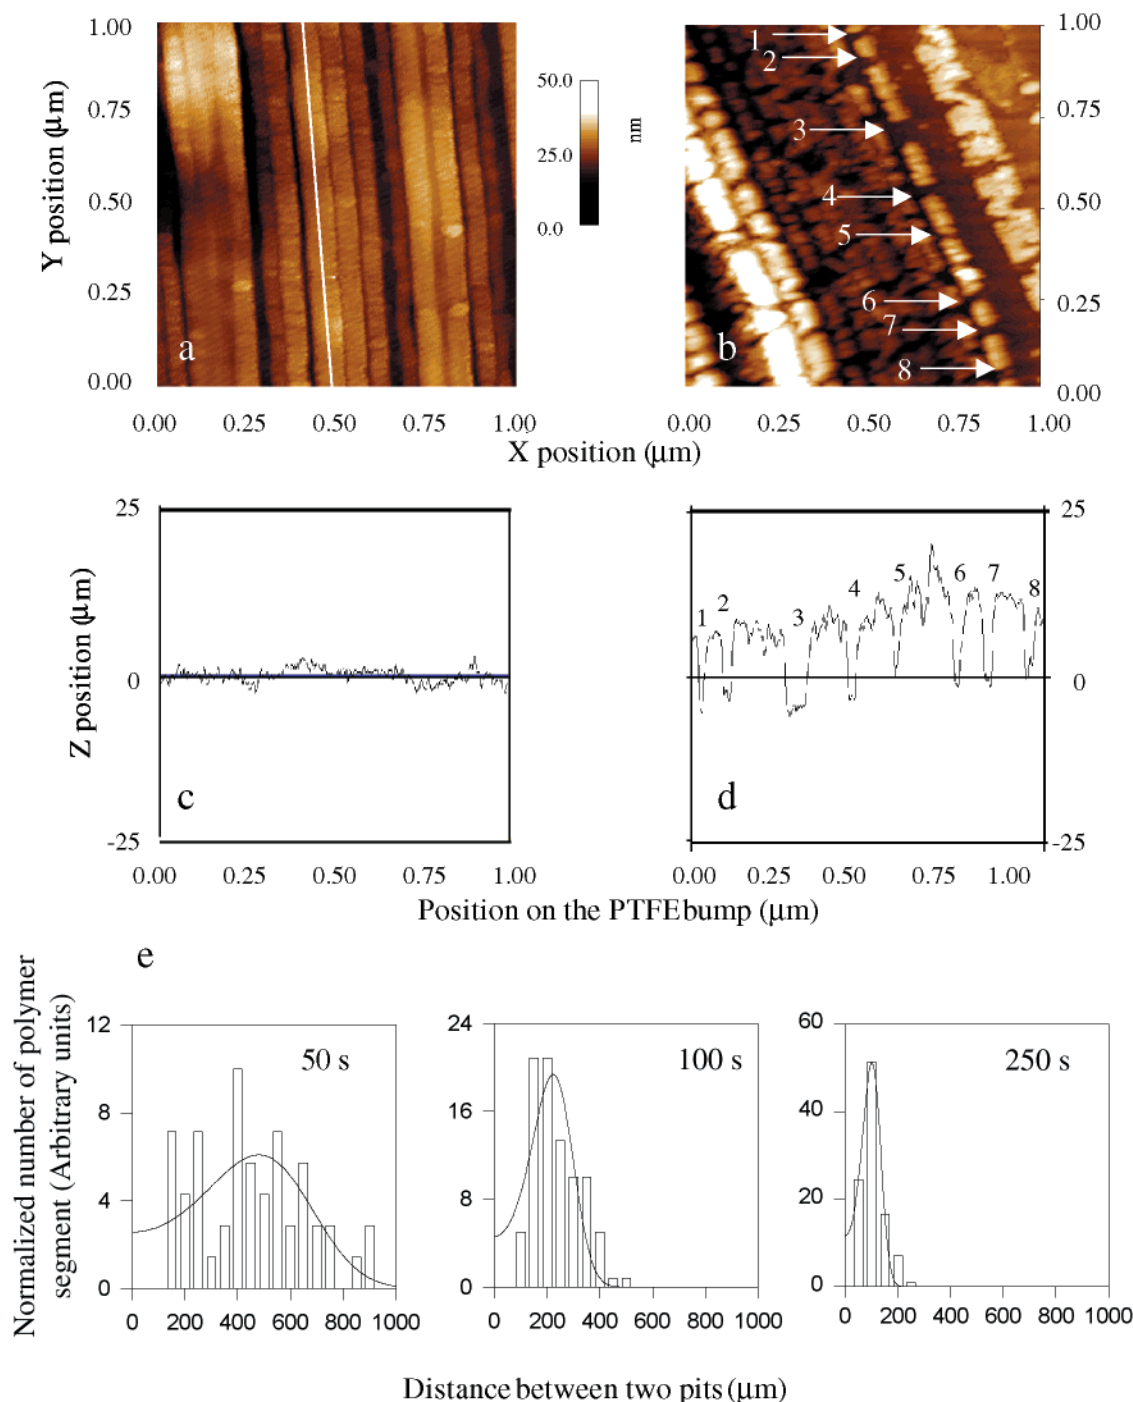 1.00
0.75
0.50
0.25
0.00
Y position (μm)
a
0.00 0.25 0.50 0.75 1.00
50.0
25.0
0.0
nm
1
2
3
4
5
6
7
8
b
1.00
0.75
0.50
0.25
0.00
0.00 0.25 0.50 0.75 1.00
X position (μm)
25
0
-25
Z position (μm)
c
0.00 0.25 0.50 0.75 1.00
1 2 3 4 5 6 7 8
25
0
-25
d
0.00 0.25 0.50 0.75 1.00
Position on the PTFEbump (μm)
e
Normalized number of polymer
segment (Arbitrary units)
12
8
4
0
50 s
0 200 400 600 800 1000
24
16
8
0
100 s
0 200 400 600 800 1000
60
40
20
0
250 s
0 200 400 600 800 1000
Distance between two pits (μm)